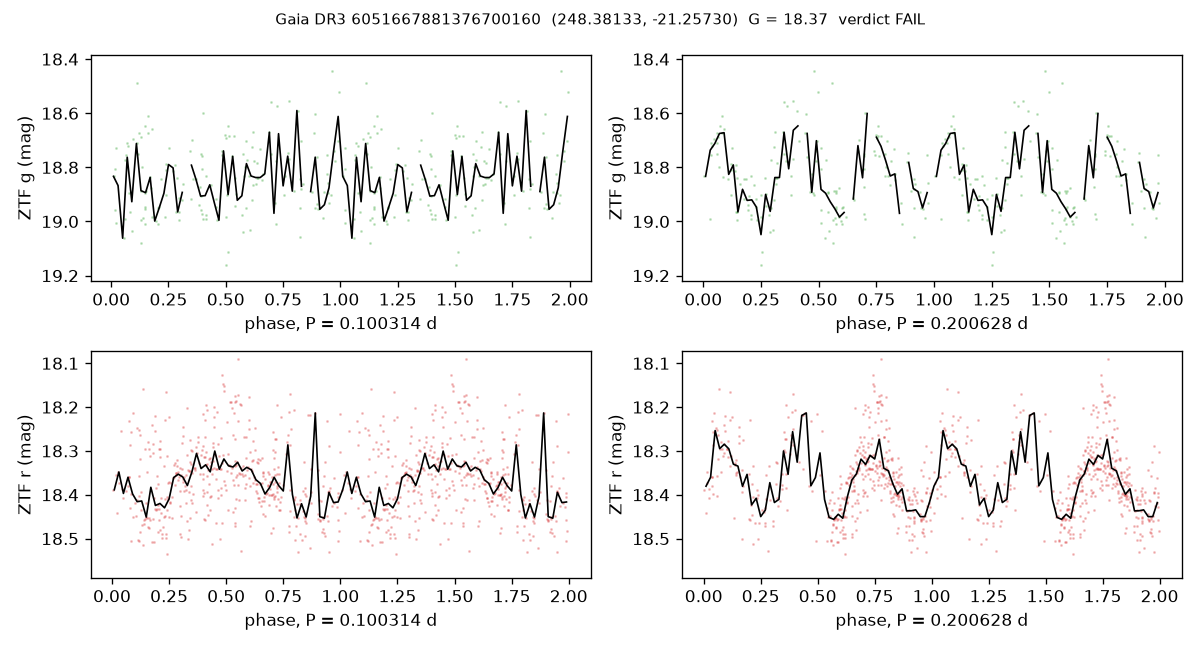 Gaia DR3 6051667881376700160  (248.38133, -21.25730)  G = 18.37  verdict FAIL
ZTF g (mag)
18.4
18.6
18.8
19.0
19.2
0.00 0.25 0.50 0.75 1.00 1.25 1.50 1.75 2.00
phase, P = 0.100314 d
ZTF g (mag)
18.4
18.6
18.8
19.0
19.2
0.00 0.25 0.50 0.75 1.00 1.25 1.50 1.75 2.00
phase, P = 0.200628 d
ZTF r (mag)
18.1
18.2
18.3
18.4
18.5
0.00 0.25 0.50 0.75 1.00 1.25 1.50 1.75 2.00
phase, P = 0.100314 d
ZTF r (mag)
18.1
18.2
18.3
18.4
18.5
0.00 0.25 0.50 0.75 1.00 1.25 1.50 1.75 2.00
phase, P = 0.200628 d